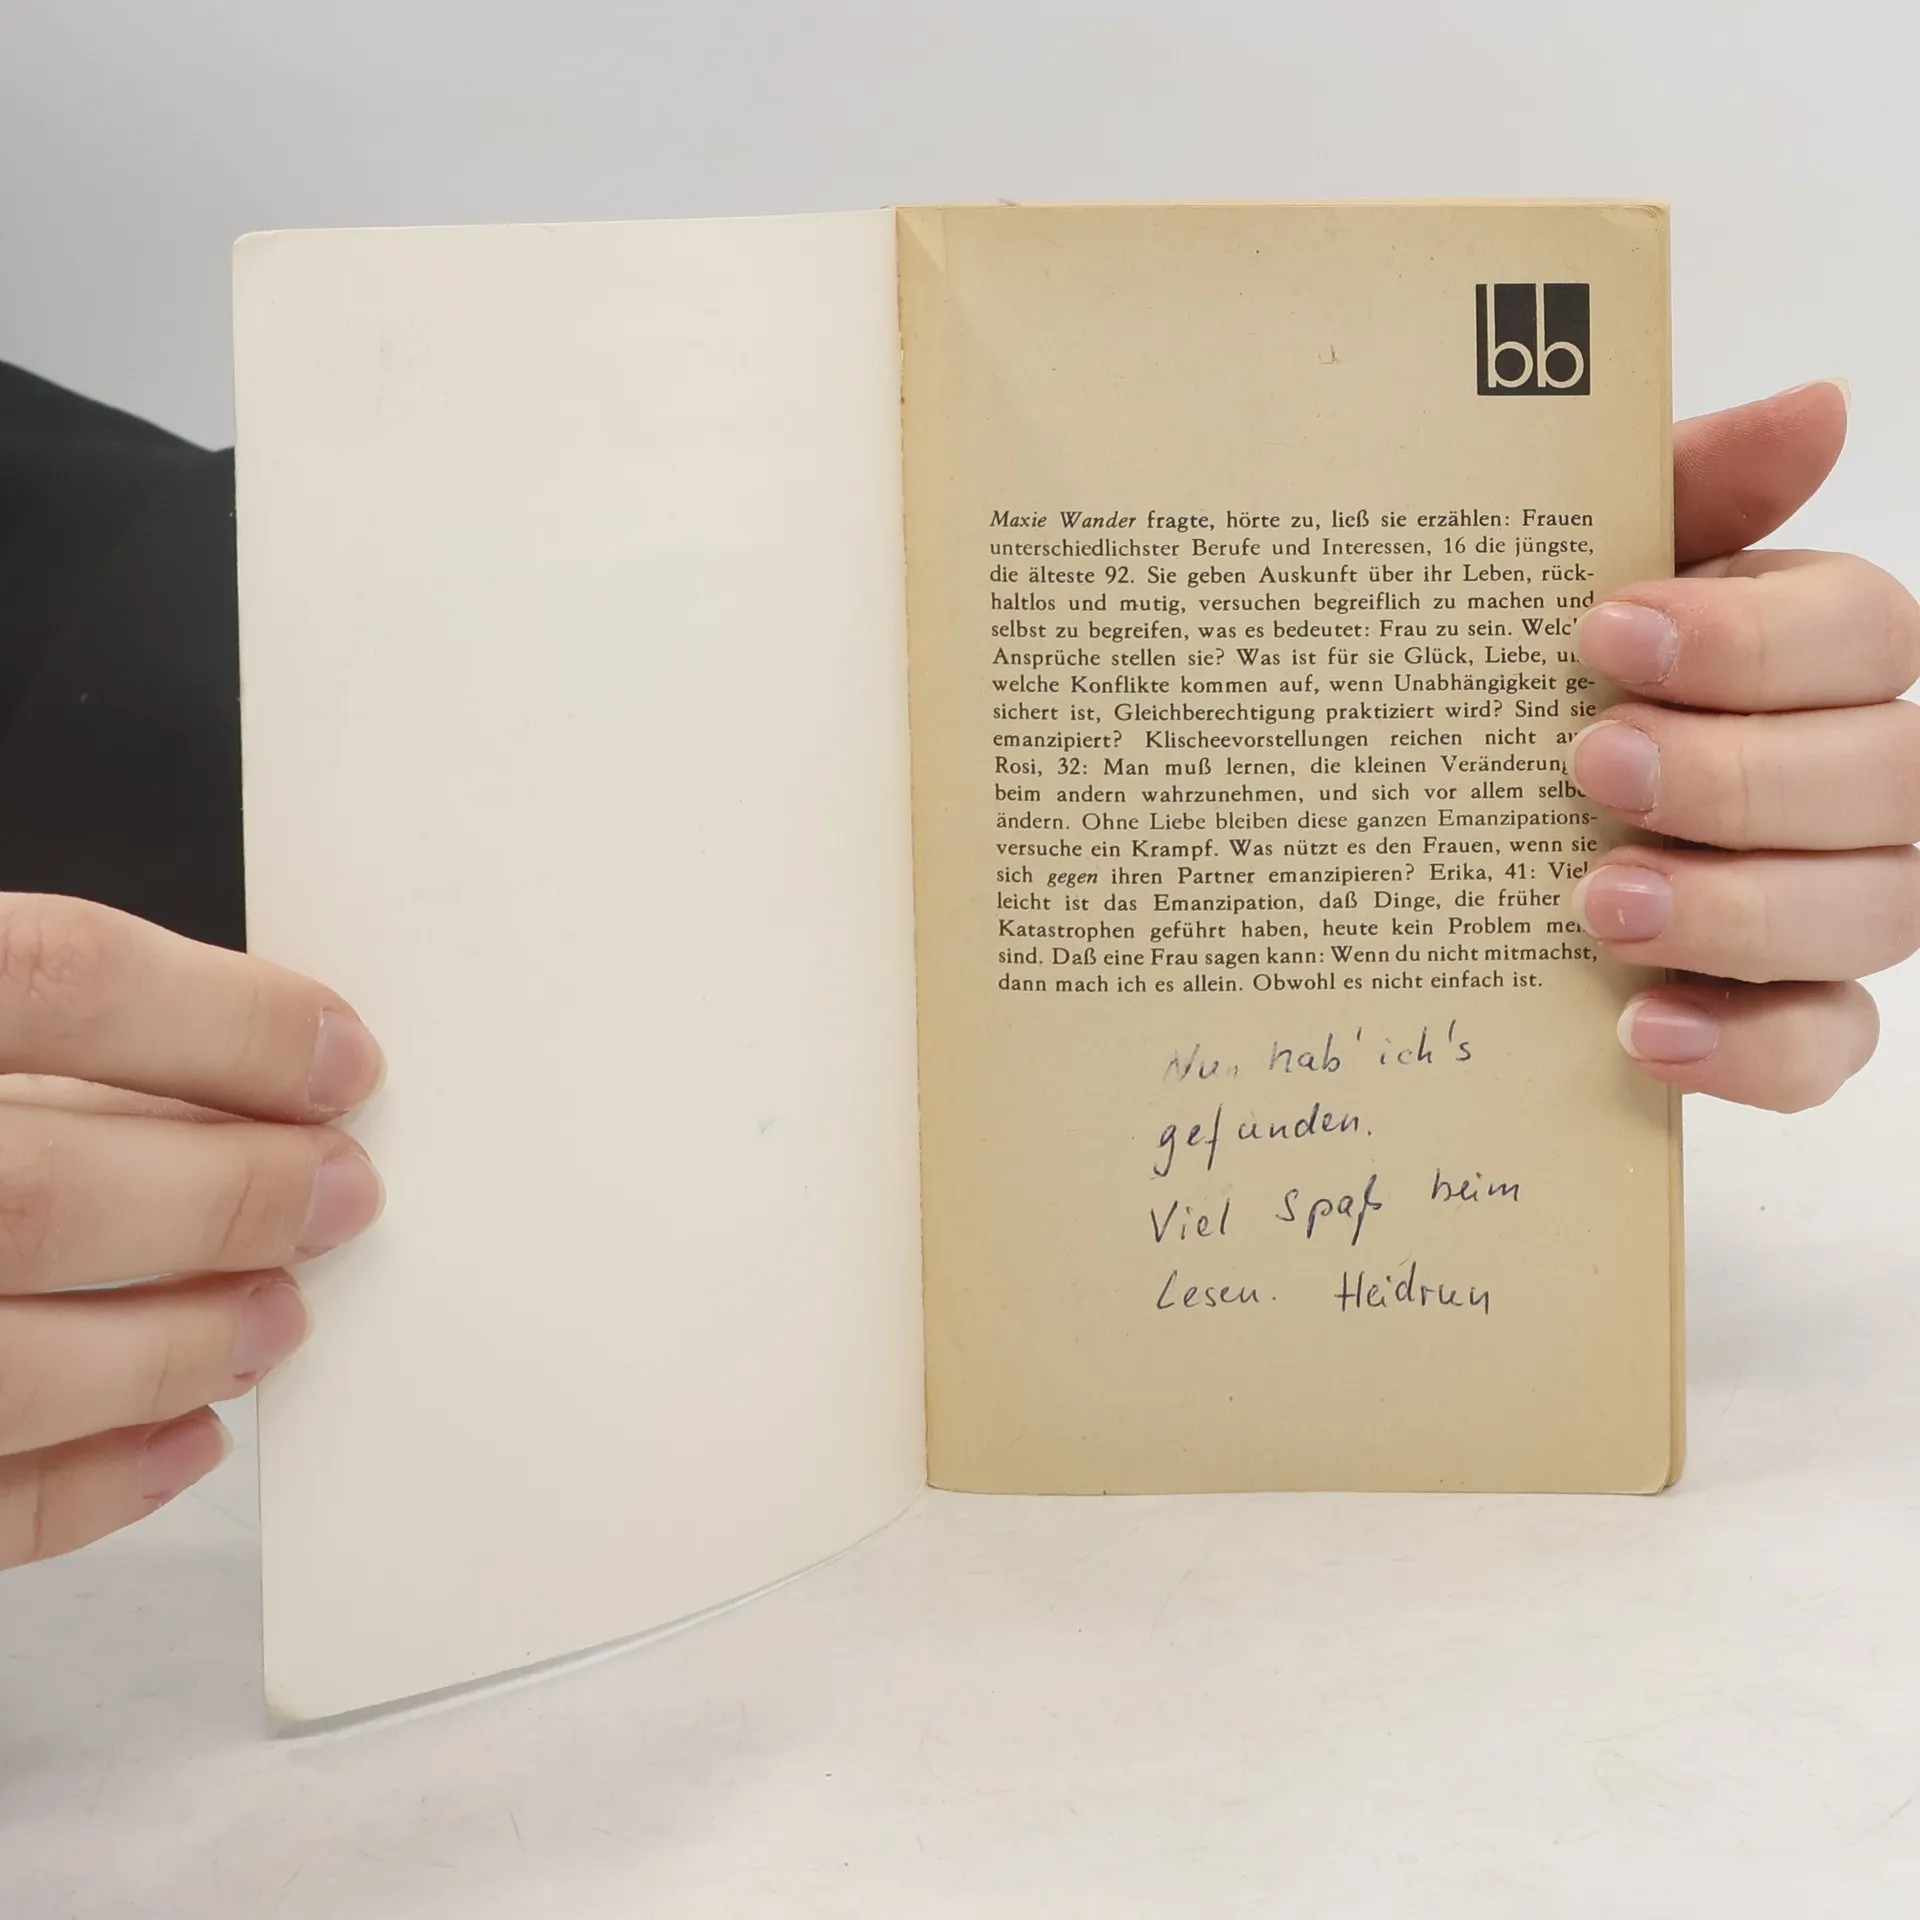 bb
Maxie Wander fragte, hörte zu, ließ sie erzählen: Frauen
unterschiedlichster Berufe und Interessen, 16 die jüngste,
die älteste 92. Sie geben Auskunft über ihr Leben, rück-
haltlos und mutig, versuchen begreiflich zu machen und
selbst zu begreifen, was es bedeutet: Frau zu sein.
Ansprüche stellen sie? Was ist für sie Glück, Liebe,
welche Konflikte kommen auf, wenn Unabhängigkeit ge-
sichert ist, Gleichberechtigung praktiziert wird? Sind sie
emanzipiert? Klischeevorstellungen reichen nicht
Rosi, 32: Man muß lernen, die kleinen
beim andern wahrzunehmen, und sich vor allem
ändern. Ohne Liebe bleiben diese ganzen Emanzipations-
versuche ein Krampf. Was nützt es den Frauen, wenn sie
sich gegen ihren Partner emanzipieren? Erika, 41: Viel
leicht ist das Emanzipation, daß Dinge, die früher
Katastrophen geführt haben, heute kein Problem
sind. Daß eine Frau sagen kann: Wenn du nicht mitmachst,
dann mach ich es allein. Obwohl es nicht einfach ist.
Nun hab' ich's
gefunden.
Viel Spaß beim
Lesen. Heidrun